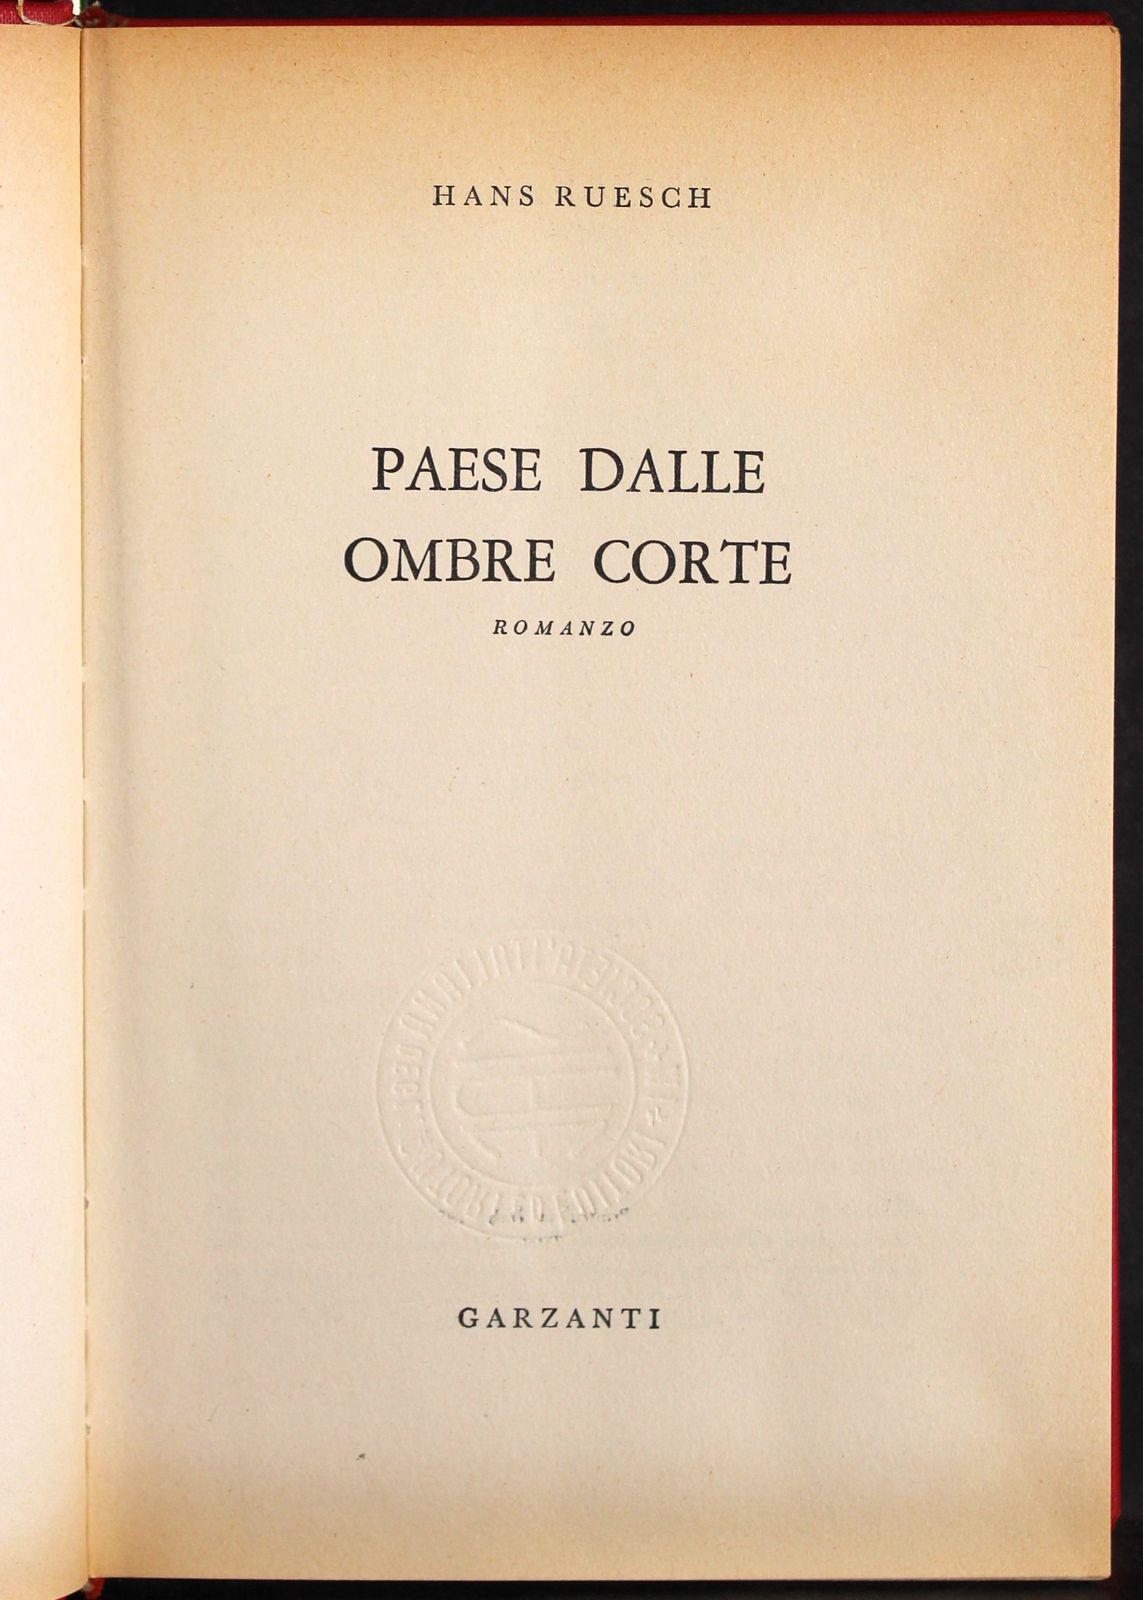 HANS RUESCH
PAESE DALLE
OMBRE CORTE
ROMANZO
GARZANTI